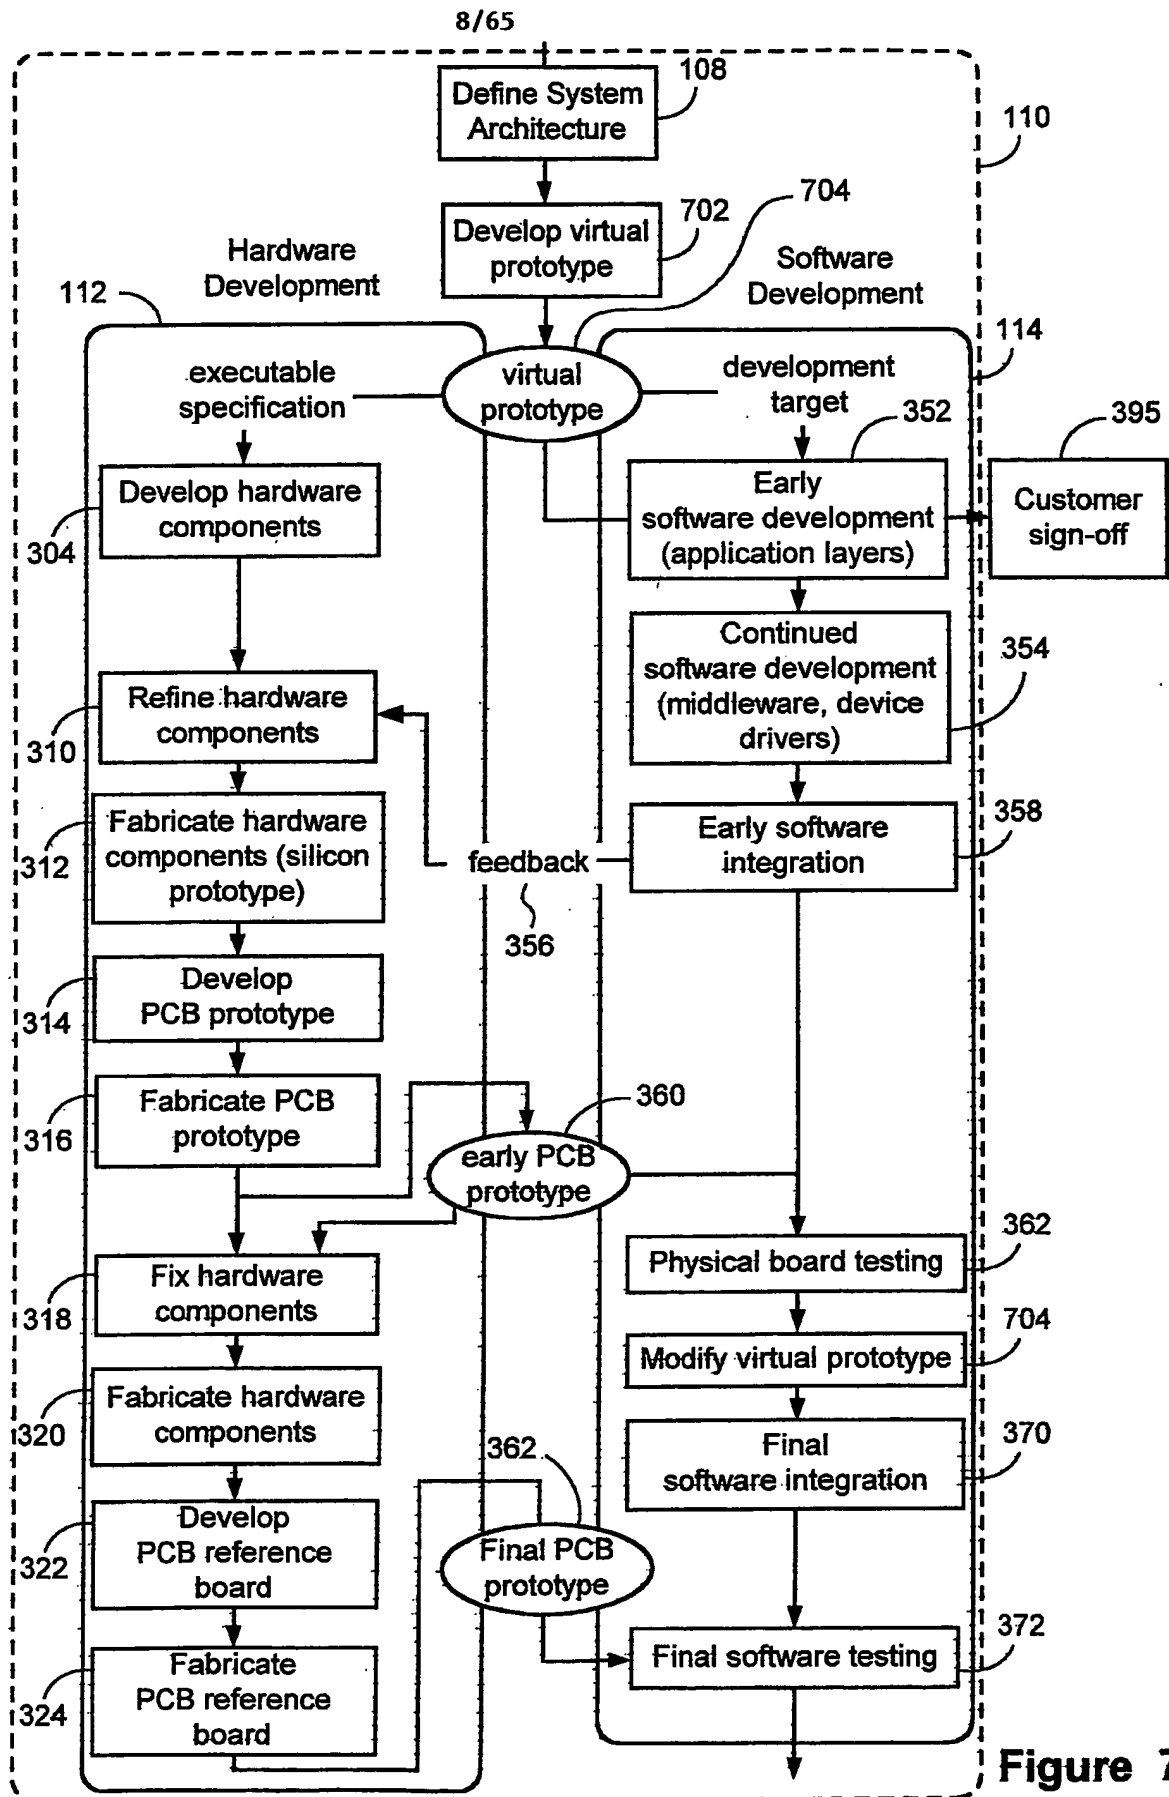 8/65
108
Define System
Architecture
110
704
702
Develop virtual
prototype
Hardware
Development
Software
Development
112
114
virtual
prototype
executable
specification
development
target
352
395
Develop hardware
components
304
Early
software development
(application layers)
Customer
sign-off
Continued
software development
(middleware, device
drivers)
354
Refine hardware
components
310
358
Fabricate hardware
components (silicon
prototype)
312
feedback
Early software
integration
356
Develop
PCB prototype
314
Fabricate PCB
prototype
316
360
early PCB
prototype
362
Physical board testing
Fix hardware
components
318
704
Modify virtual prototype
Fabricate hardware
components
320
362
370
Final
software integration
Develop
PCB reference
board
322
Final PCB
prototype
372
Final software testing
Fabricate
PCB reference
board
324
Figure 7